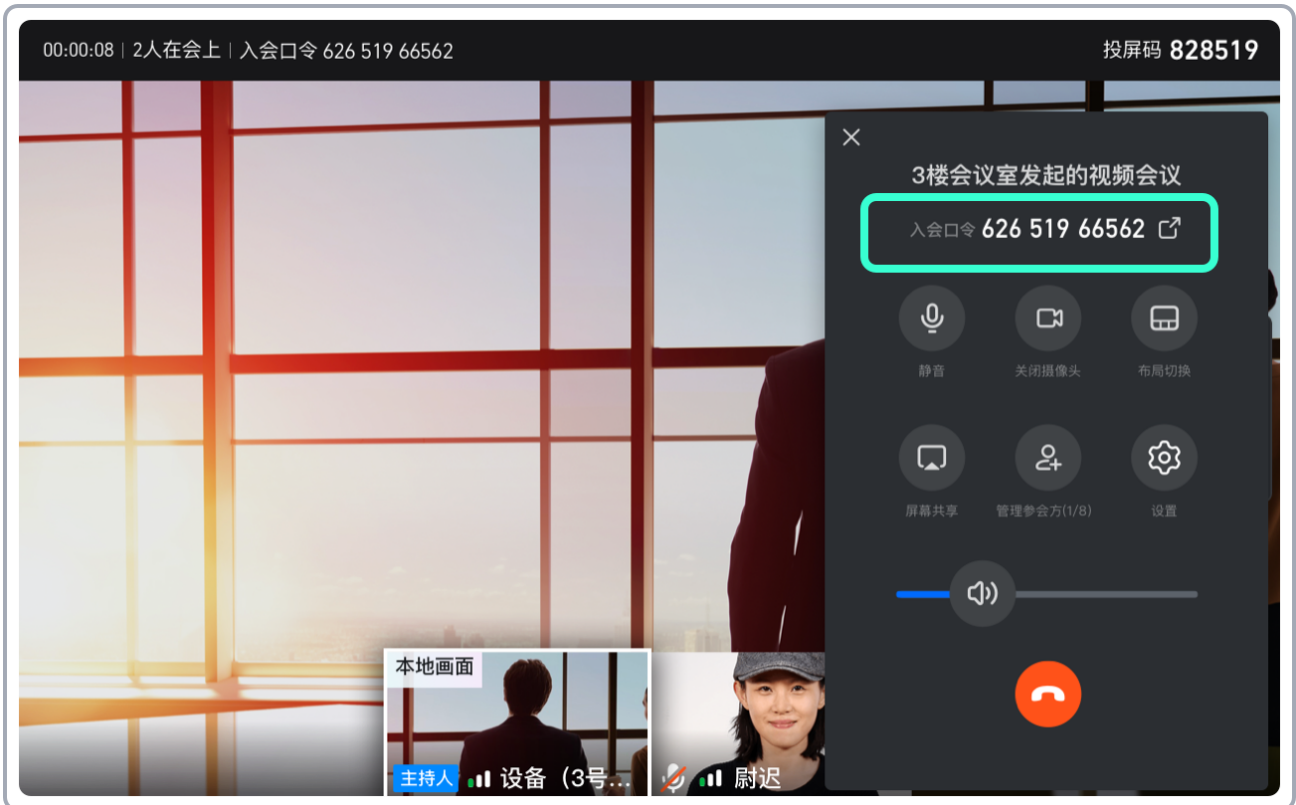 00:00:08 | 2人在会上 | 入会口令 626 519 66562
投屏码 828519
3楼会议室发起的视频会议
入会口令 626 519 66562
静音 关闭摄像头 布局切换
屏幕共享 管理参会方(1/8) 设置
本地画面
主持人 设备（3号...
尉迟